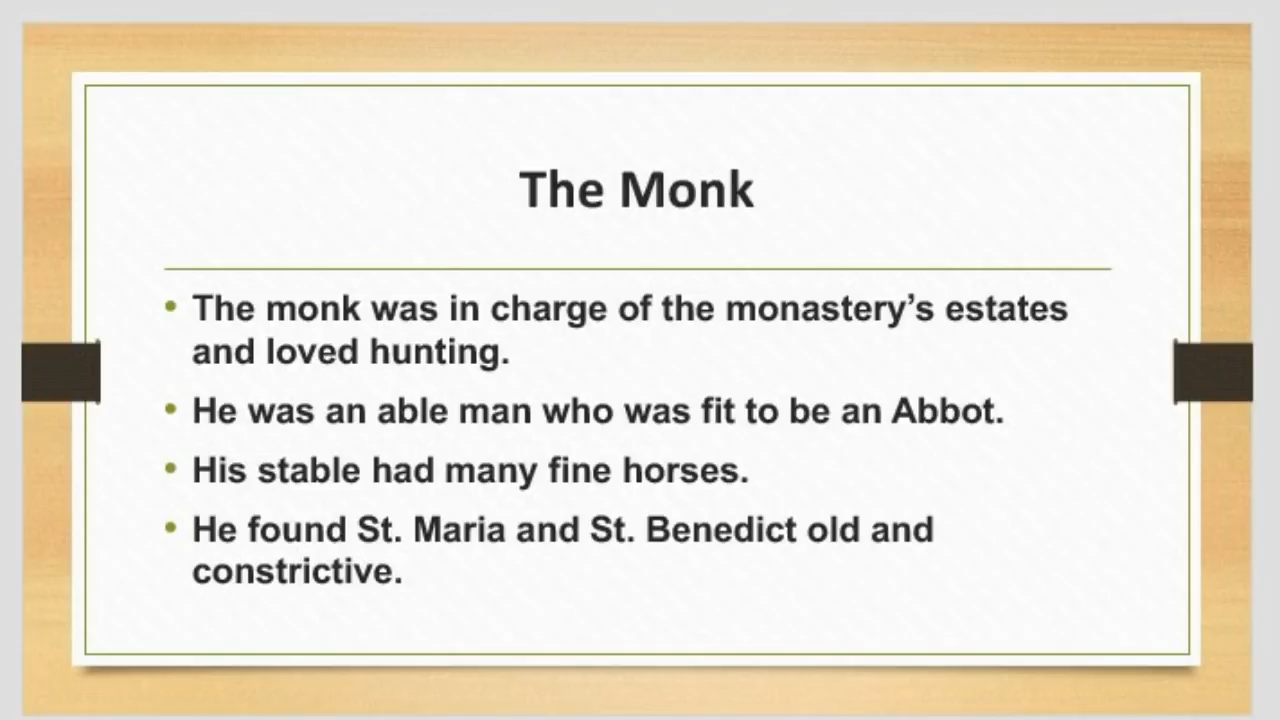 The Monk
• The monk was in charge of the monastery’s estates
and loved hunting.
• He was an able man who was fit to be an Abbot.
• His stable had many fine horses.
• He found St. Maria and St. Benedict old and
constrictive.